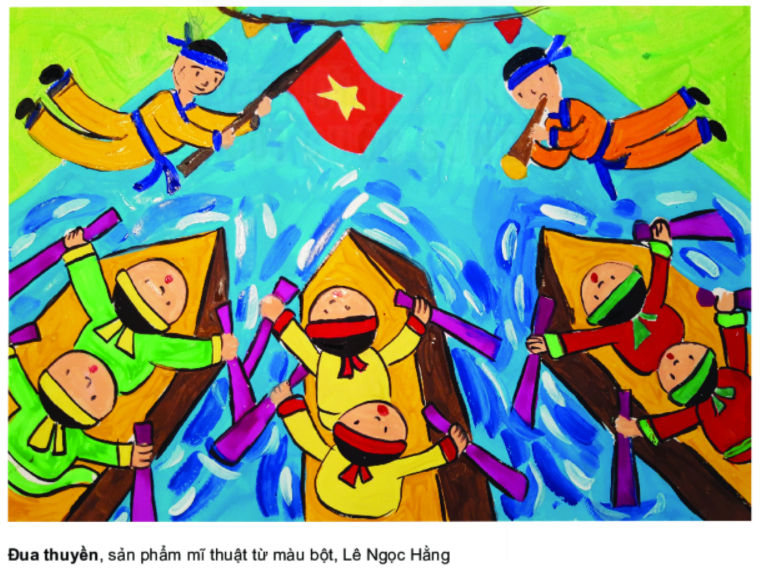 Đua thuyền, sản phẩm mĩ thuật từ màu bột, Lê Ngọc Hằng